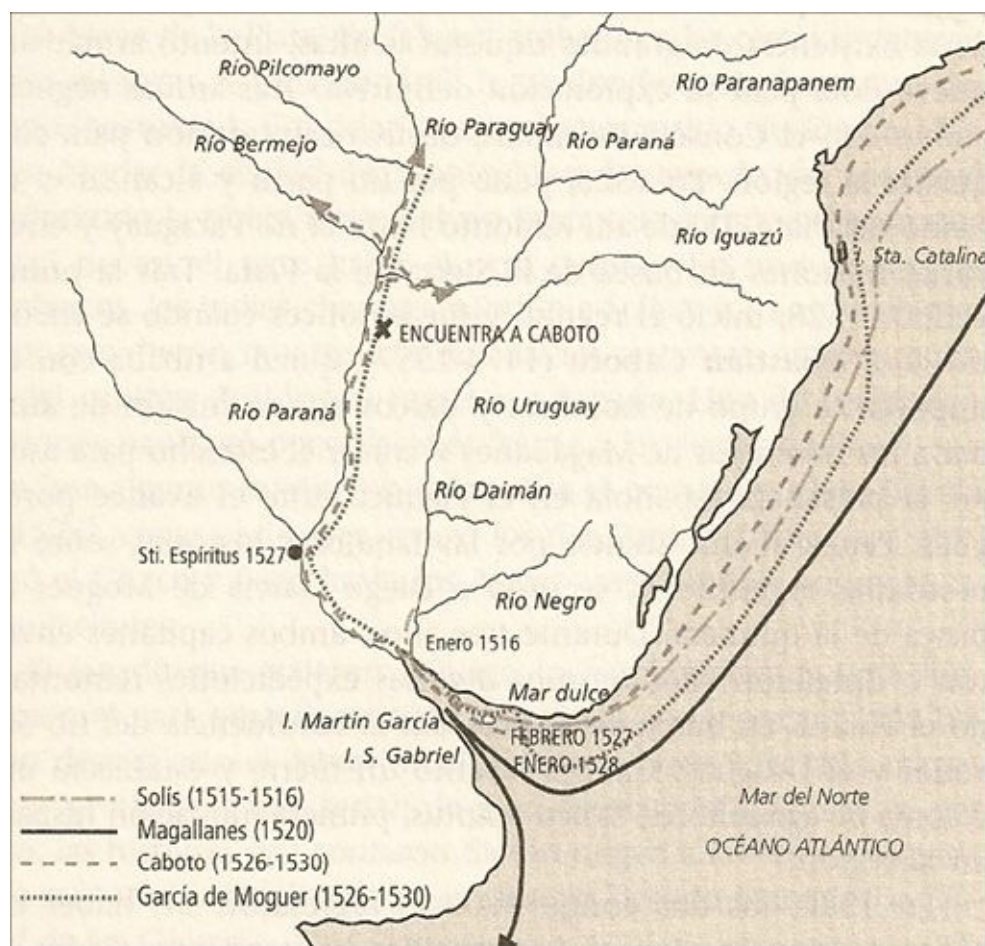 Río Pilcomayo
Río Paranapanem
Río Paraguay
Río Bermejo
Río Paraná
Río Iguazú
I. Sta. Catalina
ENCUENTRA A CABOTO
Río Paraná
Río Uruguay
Río Daimán
Sti. Espíritus 1527
Río Negro
Enero 1516
Mar dulce
I. Martín García
FEBRERO 1527
I. S. Gabriel
ENERO 1528
Solís (1515-1516)
Mar del Norte
Magallanes (1520)
OCÉANO ATLÁNTICO
Caboto (1526-1530)
García de Moguer (1526-1530)